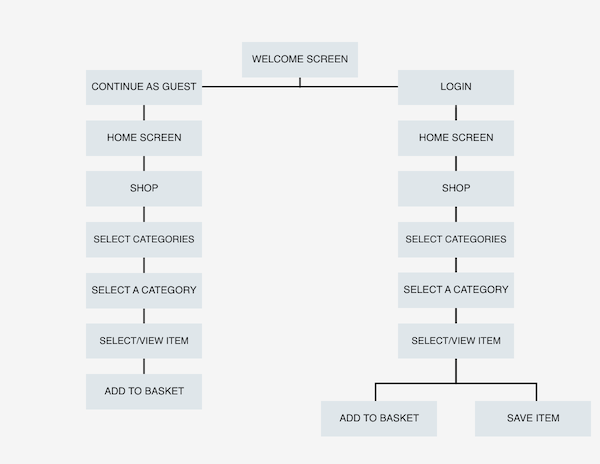 WELCOME SCREEN
CONTINUE AS GUEST
LOGIN
HOME SCREEN
HOME SCREEN
SHOP
SHOP
SELECT CATEGORIES
SELECT CATEGORIES
SELECT A CATEGORY
SELECT A CATEGORY
SELECT/VIEW ITEM
SELECT/VIEW ITEM
ADD TO BASKET
ADD TO BASKET
SAVE ITEM